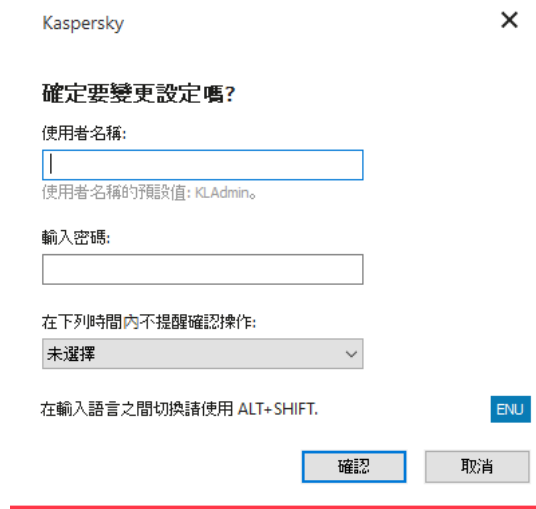 Kaspersky
確定要變更設定嗎?
使用者名稱:
使用者名稱的預設值: KLAdmin。
輸入密碼:
在下列時間內不提醒確認操作:
未選擇
在輸入語言之間切換請使用 ALT+SHIFT. ENU
確認 取消